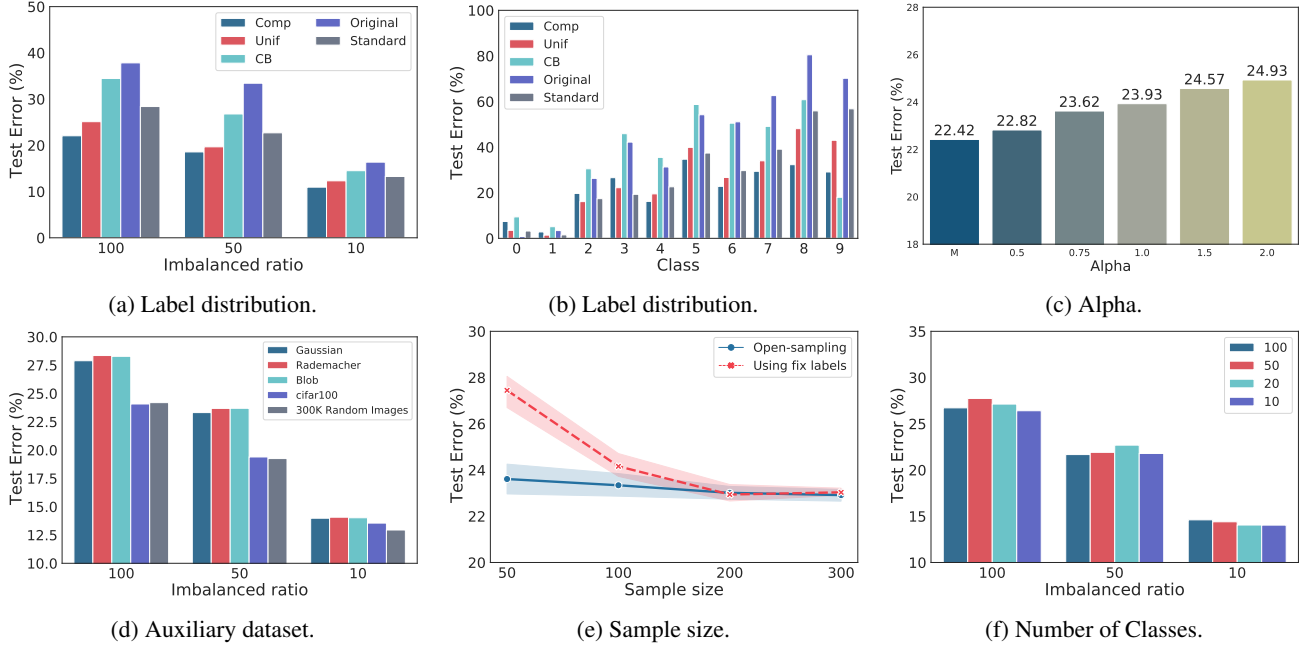 50
40
30
20
10
0
Test Error (%)
Comp
Unif
CB
Original
Standard
100 50 10
Imbalanced ratio
(a) Label distribution.
100
80
60
40
20
0
Test Error (%)
Comp
Unif
CB
Original
Standard
0 1 2 3 4 5 6 7 8 9
Class
(b) Label distribution.
28
26
24
22
20
18
Test Error (%)
22.42 22.82 23.62 23.93 24.57 24.93
M 0.5 0.75 1.0 1.5 2.0
Alpha
(c) Alpha.
30.0
27.5
25.0
22.5
20.0
17.5
15.0
12.5
10.0
Test Error (%)
Gaussian
Rademacher
Blob
cifar100
300K Random Images
100 50 10
Imbalanced ratio
(d) Auxiliary dataset.
30
28
26
24
22
20
Test Error (%)
Open-sampling
Using fix labels
50 100 200 300
Sample size
(e) Sample size.
35
30
25
20
15
10
Test Error (%)
100
50
20
10
100 50 10
Imbalanced ratio
(f) Number of Classes.